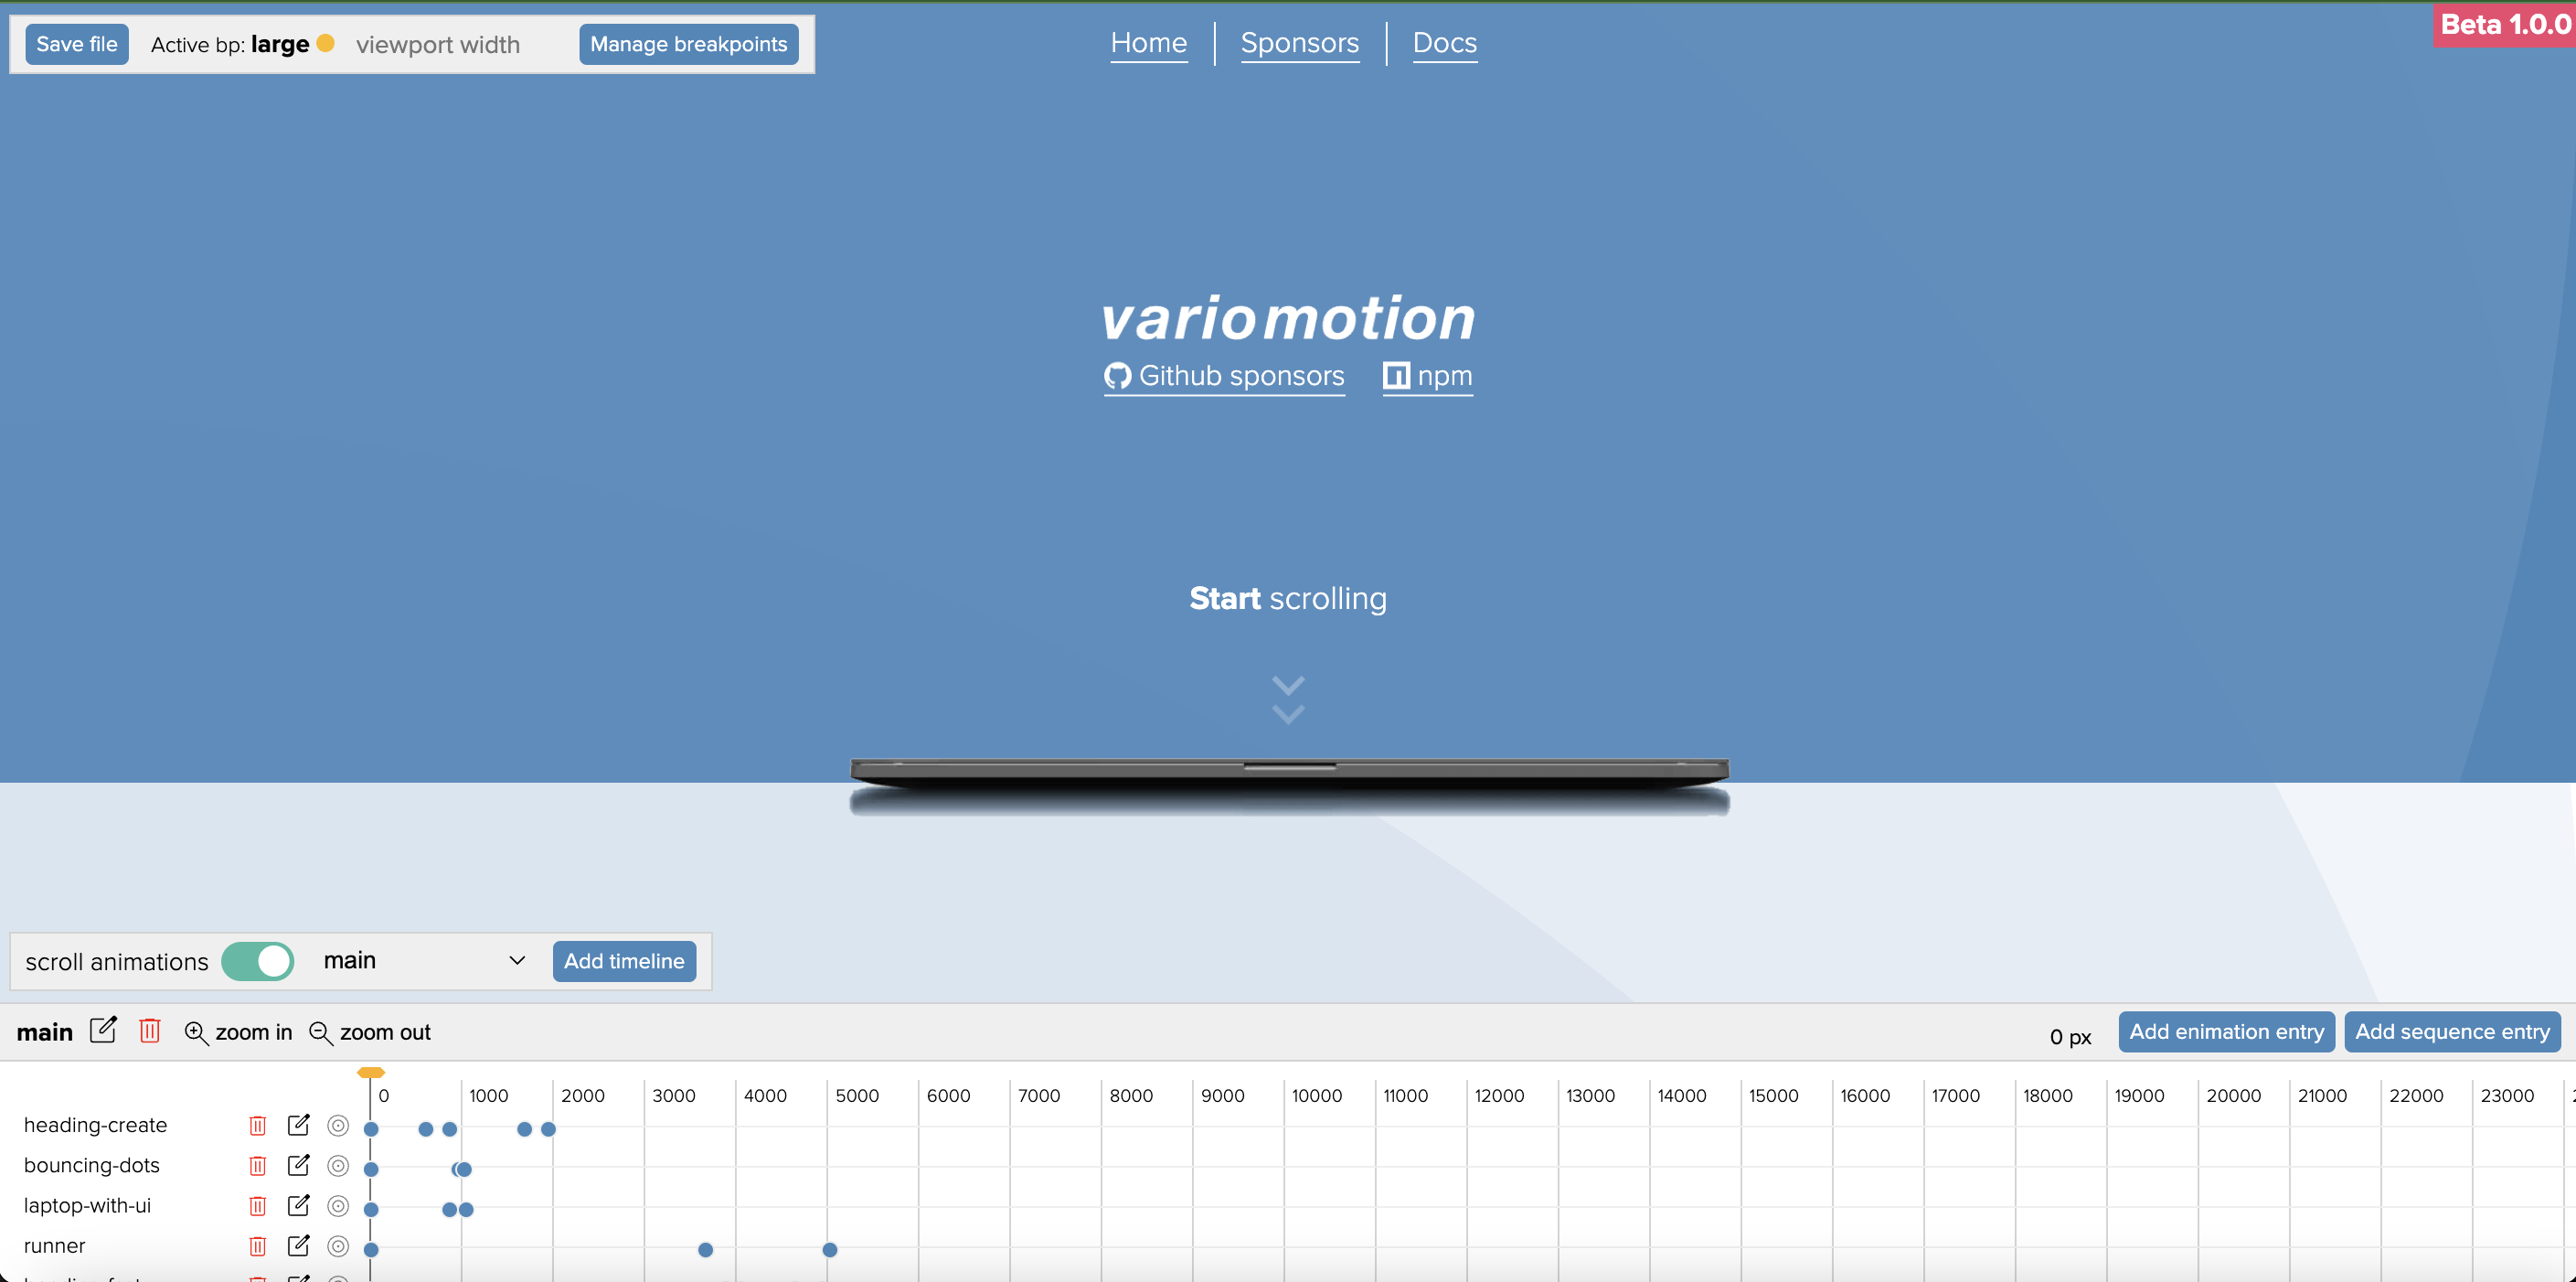 Save file Active bp: large viewport width Manage breakpoints
Home Sponsors Docs
Beta 1.0.0
variomotion
Github sponsors npm
Start scrolling
scroll animations main Add timeline
main zoom in zoom out 0 px Add enimation entry Add sequence entry
0 1000 2000 3000 4000 5000 6000 7000 8000 9000 10000 11000 12000 13000 14000 15000 16000 17000 18000 19000 20000 21000 22000 23000
heading-create
bouncing-dots
laptop-with-ui
runner